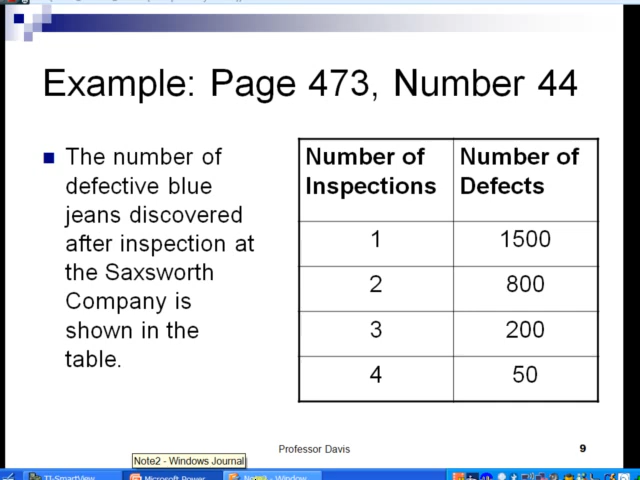 Example: Page 473, Number 44
The number of
defective blue
jeans discovered
after inspection at
the Saxsworth
Company is
shown in the
table.
Number of Inspections
Number of Defects
1 1500
2 800
3 200
4 50
Professor Davis
9
Note2 - Windows Journal
TI-SmartView
Microsoft Power
Note2 - Window